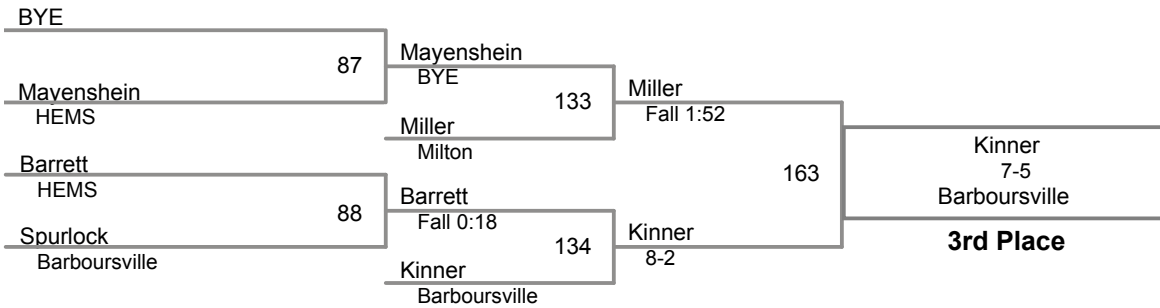 BYE
87
Mayenshein
HEMS
Barrett
HEMS
88
Spurlock
Barboursville
Mayenshein
BYE
133
Miller
Milton
Barrett
Fall 0:18
134
Kinner
Barboursville
Miller
Fall 1:52
163
Kinner
8-2
Kinner
7-5
Barboursville
3rd Place